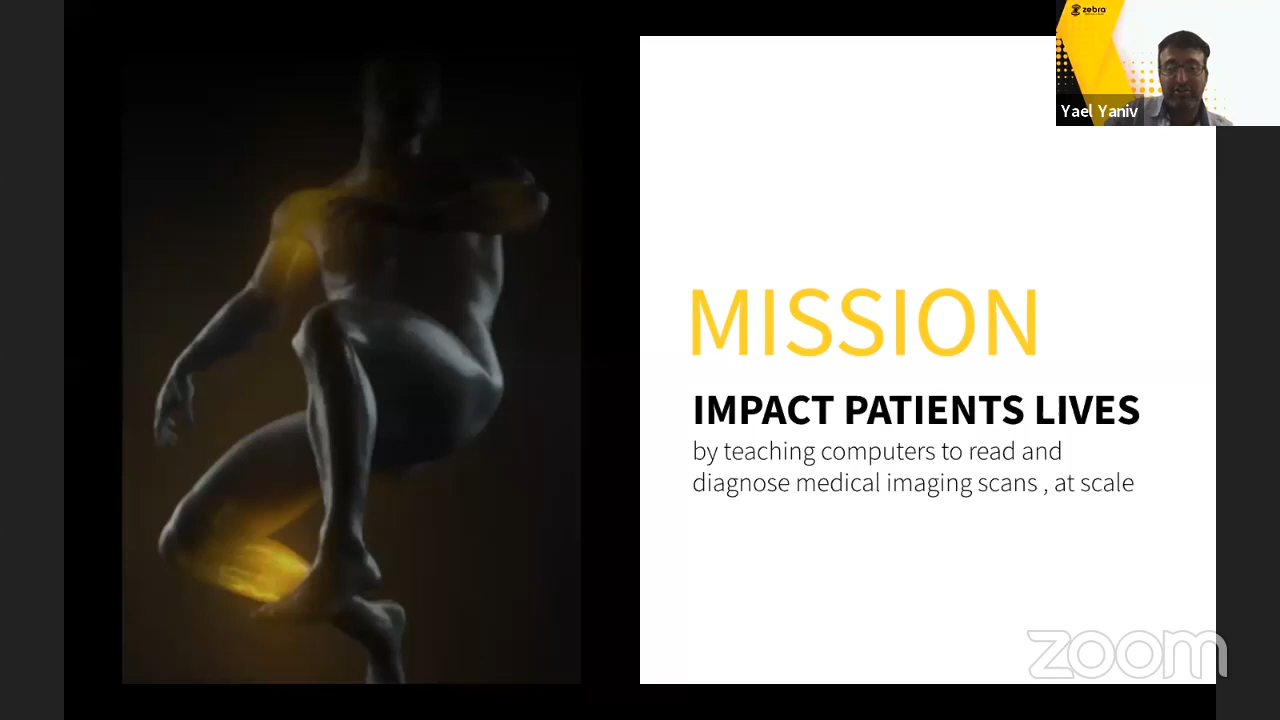 zebra
Yael Yaniv
MISSION
IMPACT PATIENTS LIVES
by teaching computers to read and
diagnose medical imaging scans , at scale
zoom